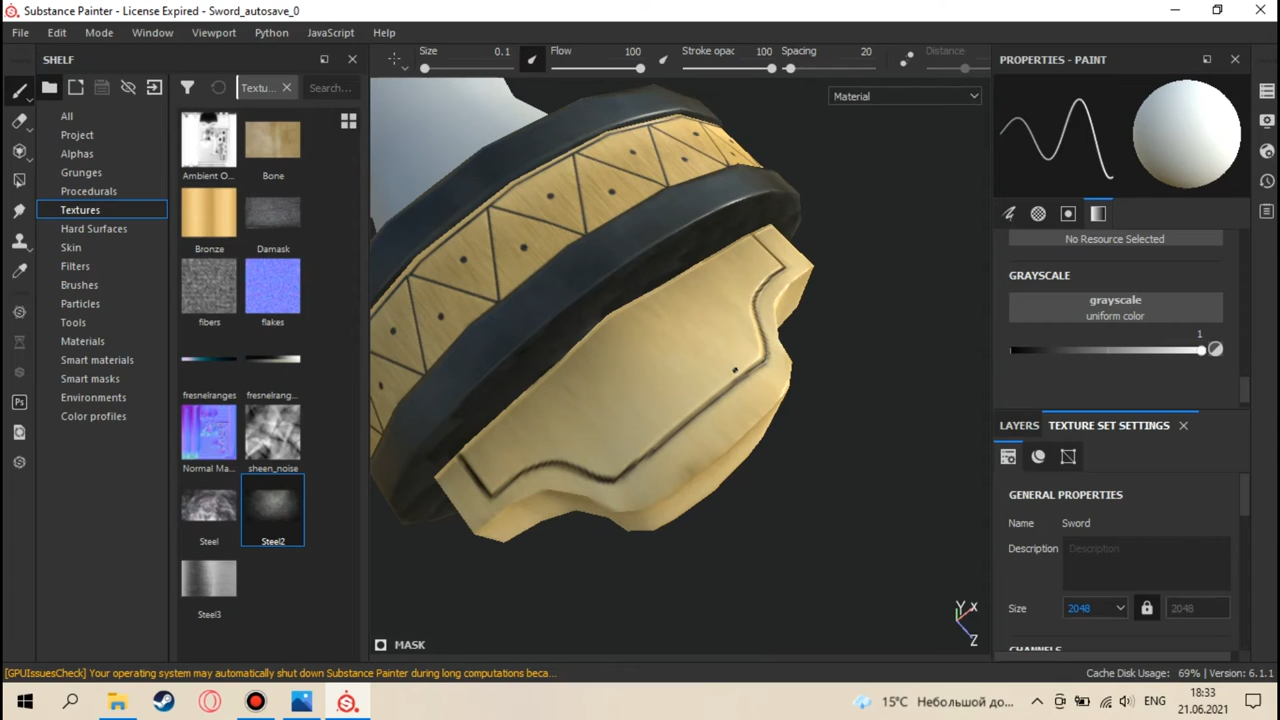 Substance Painter - License Expired - Sword_autosave_0
File Edit Mode Window Viewport Python JavaScript Help
SHELF
Size 0.1 Flow 100 Stroke opac 100 Spacing 20 Distance
PROPERTIES - PAINT
Textu... Search...
Material
All
Project
Alphas
Grunges
Procedurals
Textures
Hard Surfaces
Skin
Filters
Brushes
Particles
Tools
Materials
Smart materials
Smart masks
Environments
Color profiles
Ambient O... Bone
Bronze Damask
fibers flakes
fresnelranges fresnelrang...
Normal Ma... sheen_noise
Steel Steel2
Steel3
No Resource Selected
GRAYSCALE
grayscale
uniform color
1
LAYERS TEXTURE SET SETTINGS
GENERAL PROPERTIES
Name Sword
Description Description
Size 2048 2048
CHANNELS
Y X
Z
MASK
Ps
[GPUIssuesCheck] Your operating system may automatically shut down Substance Painter during long computations beca...
Cache Disk Usage: 69% | Version: 6.1.1
15°C Небольшой до...
ENG
18:33
21.06.2021